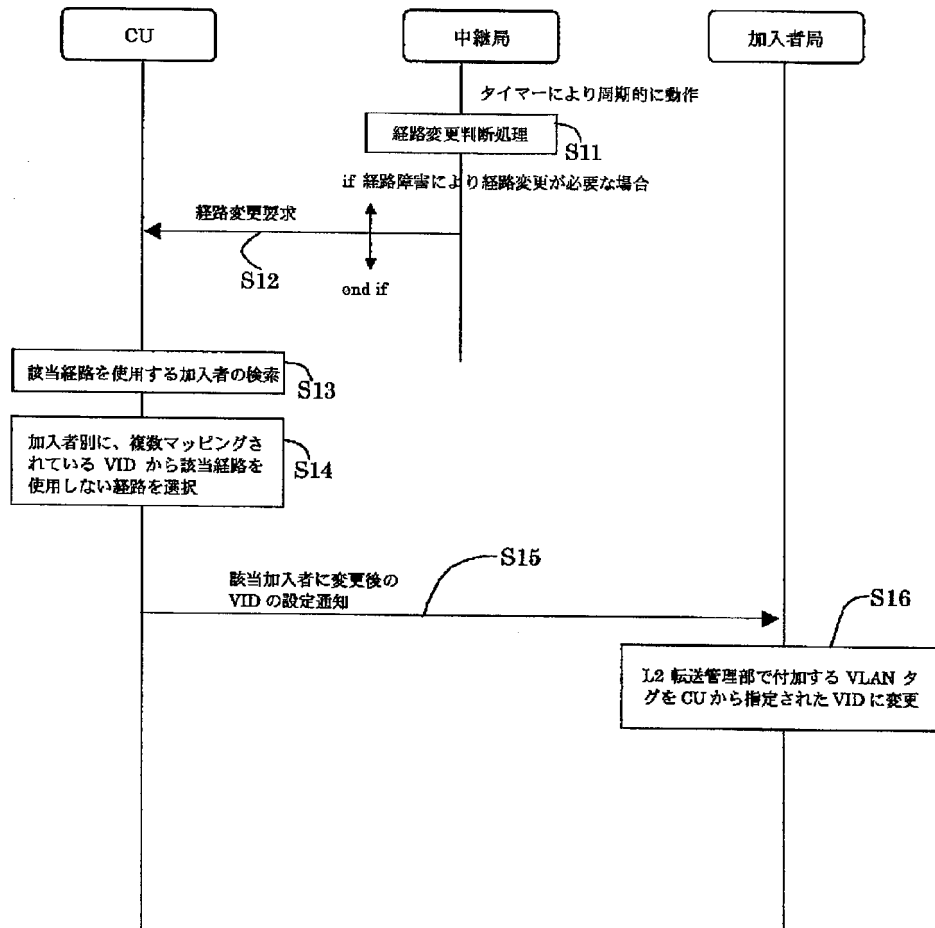 CU
中継局
加入者局
タイマーにより周期的に動作
経路変更判断処理
S11
if 経路障害により経路変更が必要な場合
経路変更要求
S12
end if
該当経路を使用する加入者の検索
S13
加入者別に、複数マッピングさ
れている VID から該当経路を
使用しない経路を選択
S14
S15
該当加入者に変更後の
VID の設定通知
S16
L2 転送管理部で付加する VLAN タ
グを CU から指定された VID に変更